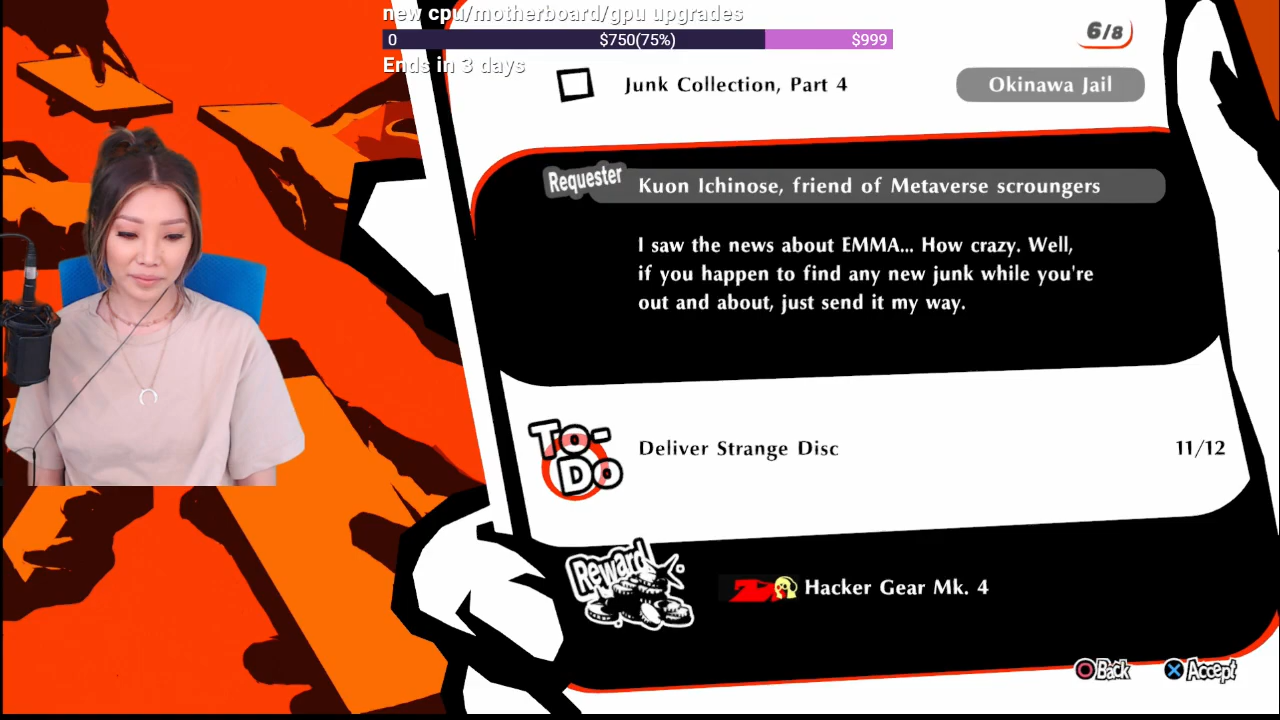 new cpu/motherboard/gpu upgrades
0 $750(75%) $999
Ends in 3 days
6/8
Junk Collection, Part 4 Okinawa Jail
Requester Kuon Ichinose, friend of Metaverse scroungers
I saw the news about EMMA... How crazy. Well,
if you happen to find any new junk while you're
out and about, just send it my way.
To-
Do
Deliver Strange Disc 11/12
Reward
Hacker Gear Mk. 4
Back Accept